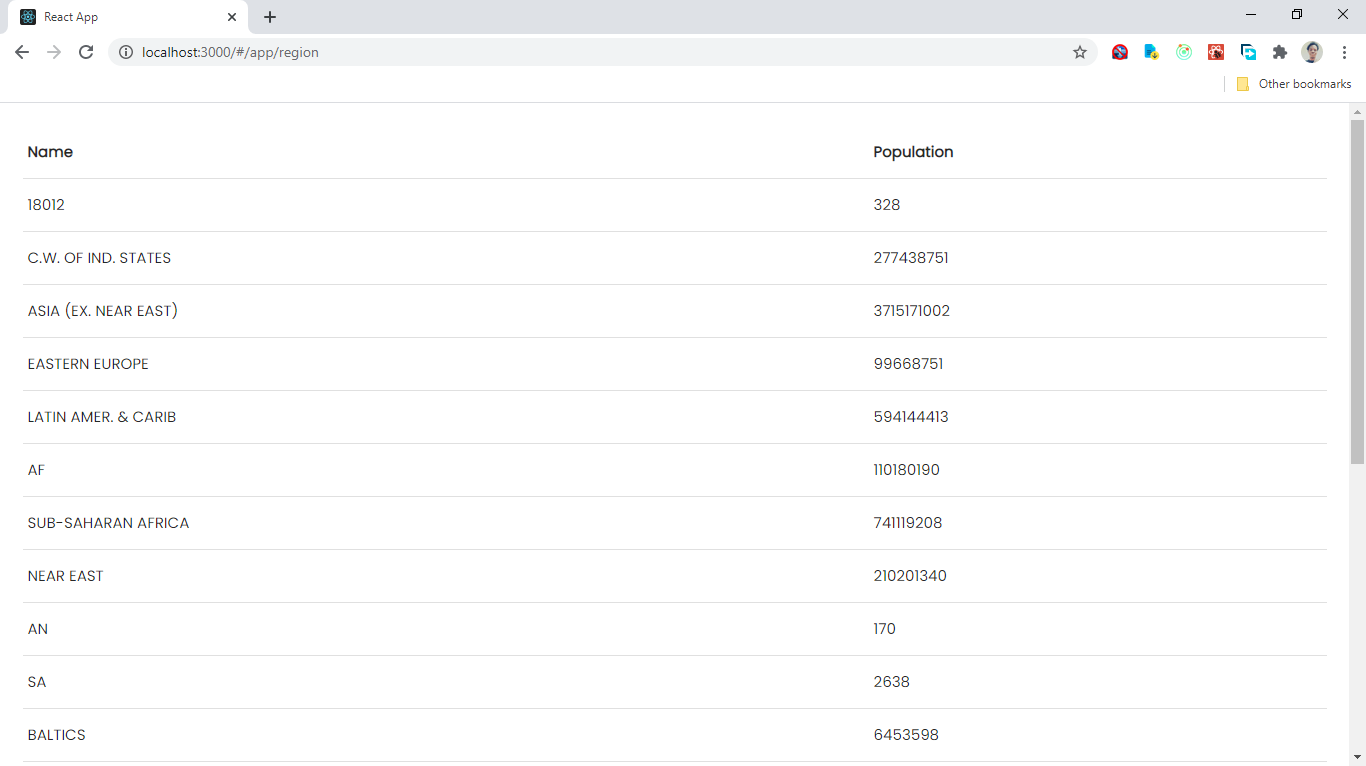 React App
localhost:3000/#/app/region
Other bookmarks
Name Population
18012 328
C.W. OF IND. STATES 277438751
ASIA (EX. NEAR EAST) 3715171002
EASTERN EUROPE 99668751
LATIN AMER. & CARIB 594144413
AF 110180190
SUB-SAHARAN AFRICA 741119208
NEAR EAST 210201340
AN 170
SA 2638
BALTICS 6453598